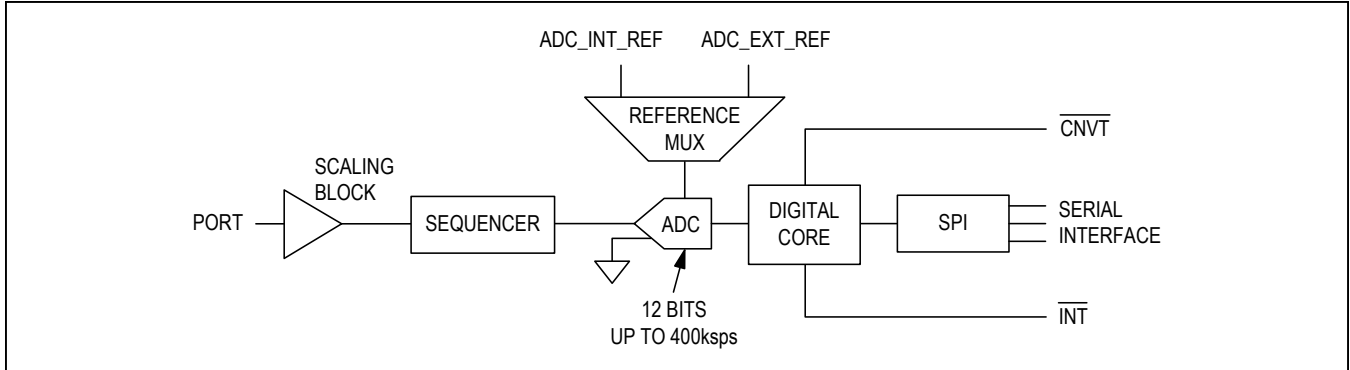 ADC_INT_REF
ADC_EXT_REF
REFERENCE
MUX
CNVT
SCALING
BLOCK
PORT
SEQUENCER
ADC
DIGITAL
CORE
SPI
SERIAL
INTERFACE
12 BITS
UP TO 400ksps
INT